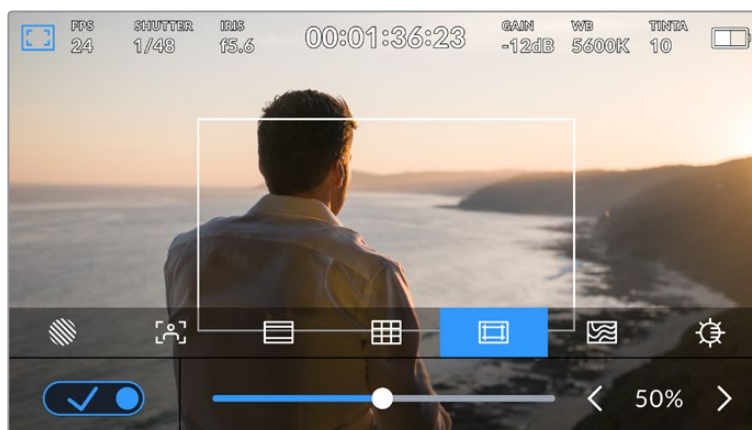 FPS SHUTTER IRIS GAIN WB TINTA
24 1/48 f5.6 00:01:36:23 -12dB 5600K 10
50%